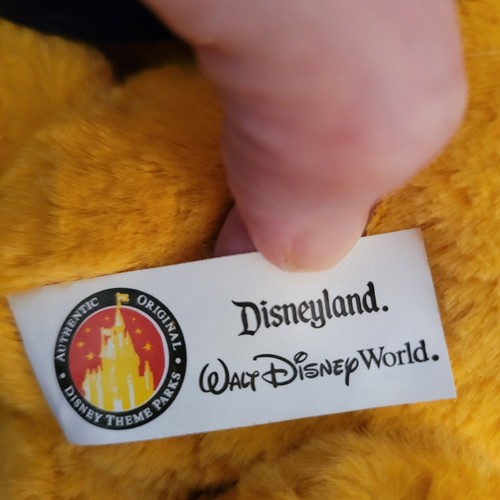 AUTHENTIC ORIGINAL
DISNEY THEME PARKS
Disneyland.
WALT DISNEY World.